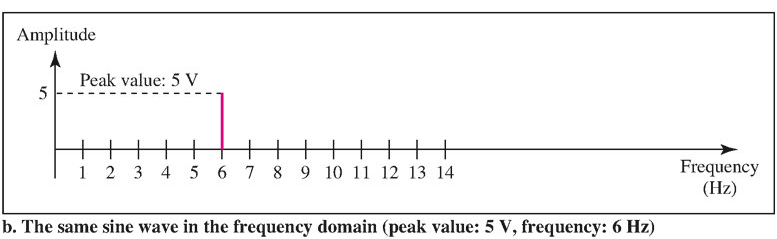 Amplitude
Peak value: 5 V
5
1 2 3 4 5 6 7 8 9 10 11 12 13 14
Frequency
(Hz)
b. The same sine wave in the frequency domain (peak value: 5 V, frequency: 6 Hz)